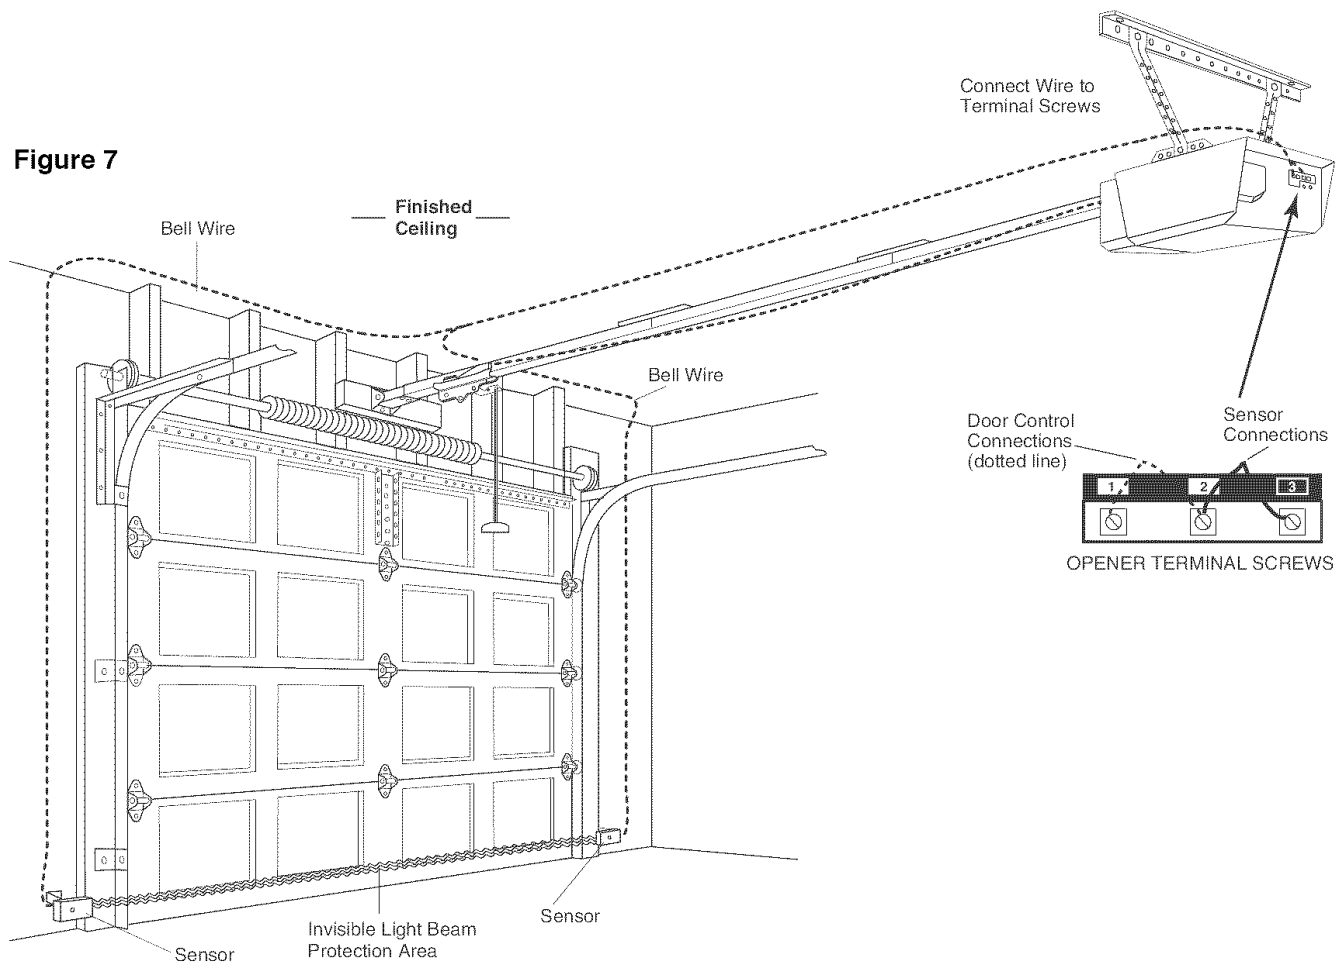 Connect Wire to
Terminal Screws
Figure 7
Finished
Ceiling
Bell Wire
Bell Wire
Door Control
Connections
(dotted line)
Sensor
Connections
1 2 3
OPENER TERMINAL SCREWS
Sensor
Invisible Light Beam
Protection Area
Sensor